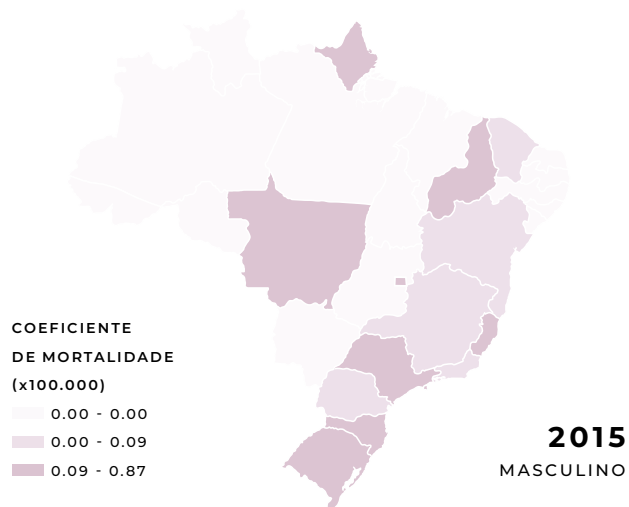 COEFICIENTE
DE MORTALIDADE
(x100.000)
0.00 - 0.00
0.00 - 0.09
0.09 - 0.87
2015
MASCULINO